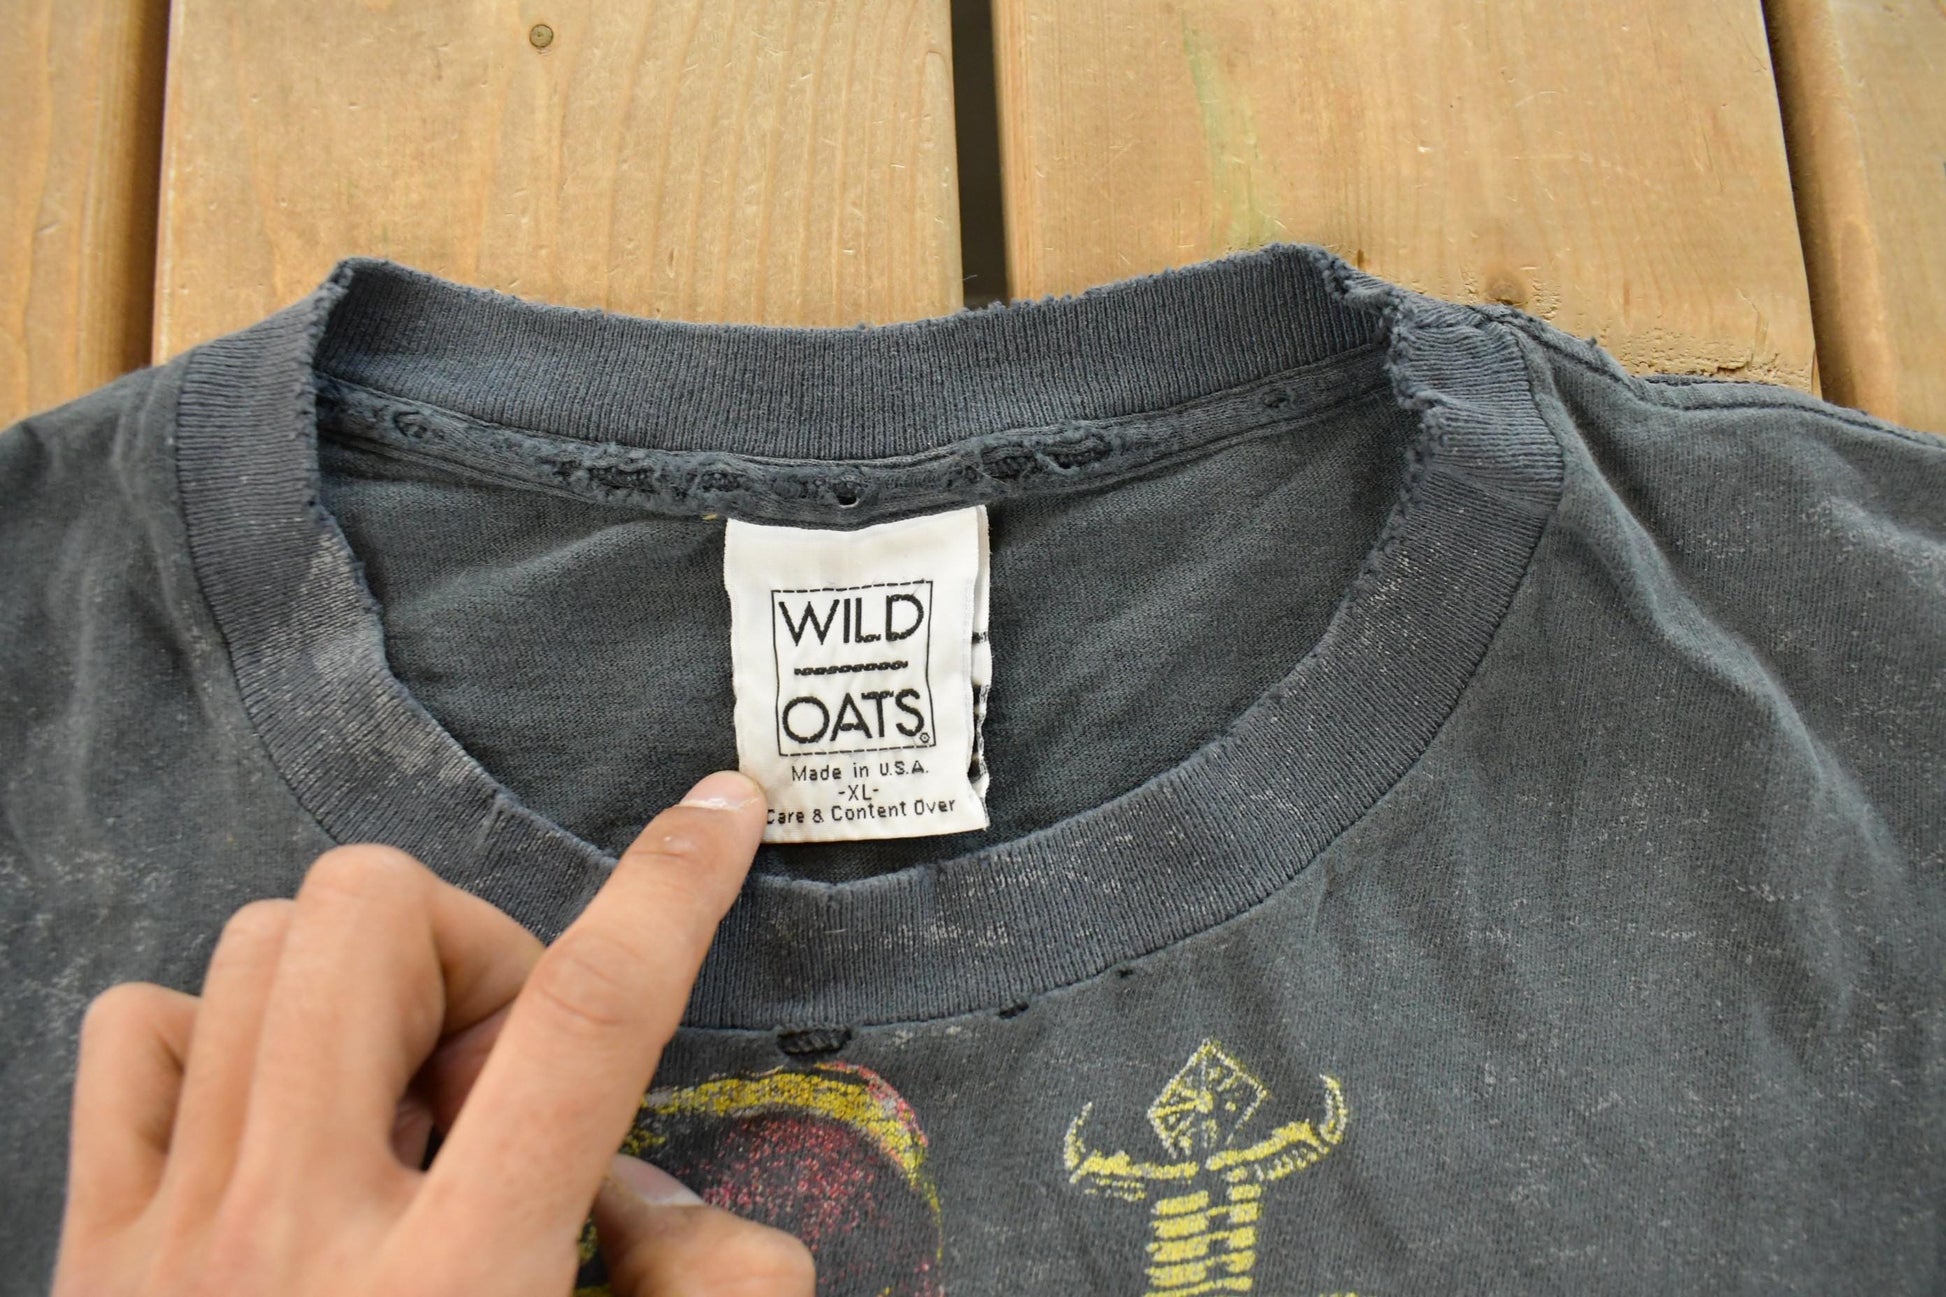 WILD
OATS®
Made in U.S.A.
-XL-
Care & Content Over